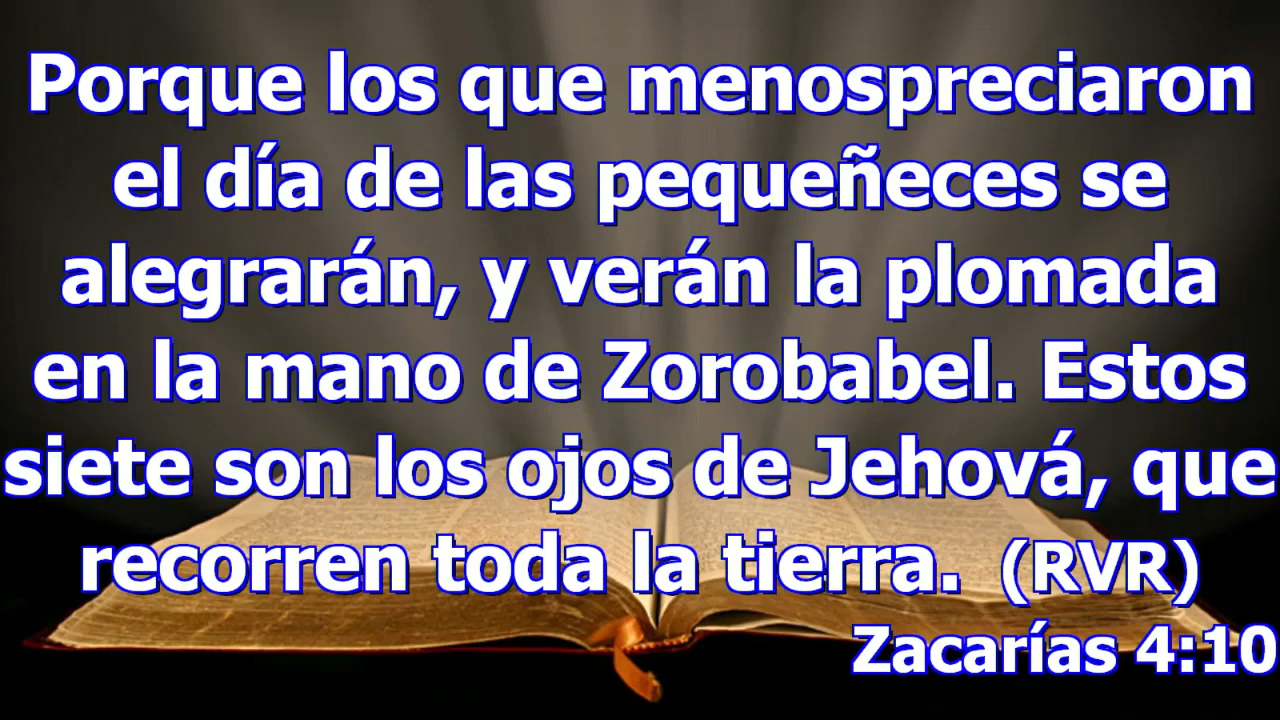 Porque los que menospreciaron
el día de las pequeñeces se
alegrarán, y verán la plomada
en la mano de Zorobabel. Estos
siete son los ojos de Jehová, que
recorren toda la tierra. (RVR)
Zacarías 4:10